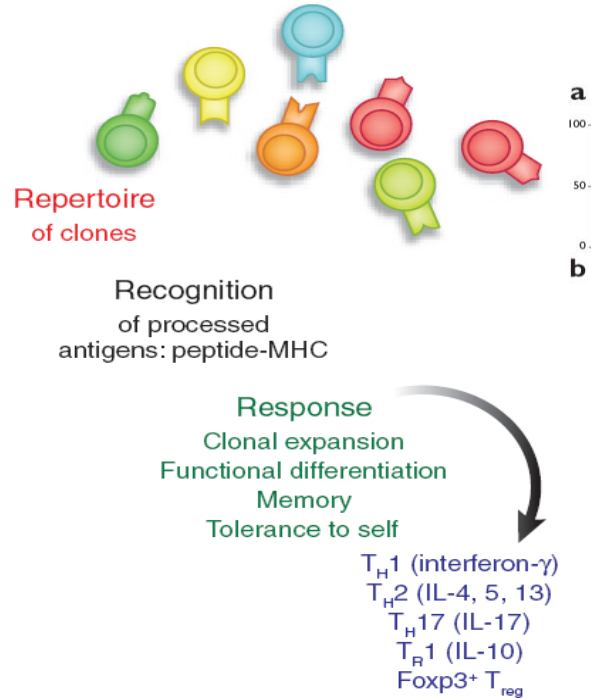 a
100
50
0
b
Repertoire
of clones
Recognition
of processed
antigens: peptide-MHC
Response
Clonal expansion
Functional differentiation
Memory
Tolerance to self
TH1 (interferon-γ)
TH2 (IL-4, 5, 13)
TH17 (IL-17)
TR1 (IL-10)
Foxp3+ Treg